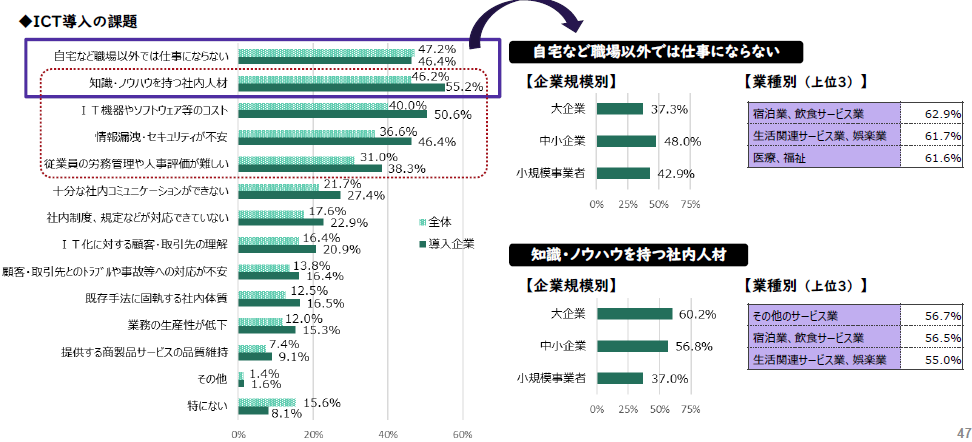 ◆ICT導入の課題
自宅など職場以外では仕事にならない 47.2% 46.4%
知識・ノウハウを持つ社内人材 46.2% 55.2%
IT機器やソフトウェア等のコスト 40.0% 50.6%
情報漏洩・セキュリティが不安 36.6% 46.4%
従業員の労務管理や人事評価が難しい 31.0% 38.3%
十分な社内コミュニケーションができない 21.7% 27.4%
社内制度、規定などが対応できていない 17.6% 22.9%
IT化に対する顧客・取引先の理解 16.4% 20.9%
顧客・取引先とのトラブルや事故等への対応が不安 13.8% 16.4%
既存手法に固執する社内体質 12.5% 16.5%
業務の生産性が低下 12.0% 15.3%
提供する商製品サービスの品質維持 7.4% 9.1%
その他 1.4% 1.6%
特にない 15.6% 8.1%
0% 20% 40% 60%
全体
導入企業
自宅など職場以外では仕事にならない
【企業規模別】 【業種別（上位3）】
大企業 37.3%
中小企業 48.0%
小規模事業者 42.9%
0% 25% 50% 75%
宿泊業、飲食サービス業 62.9%
生活関連サービス業、娯楽業 61.7%
医療、福祉 61.6%
知識・ノウハウを持つ社内人材
【企業規模別】 【業種別（上位3）】
大企業 60.2%
中小企業 56.8%
小規模事業者 37.0%
0% 25% 50% 75%
その他のサービス業 56.7%
宿泊業、飲食サービス業 56.5%
生活関連サービス業、娯楽業 55.0%
47